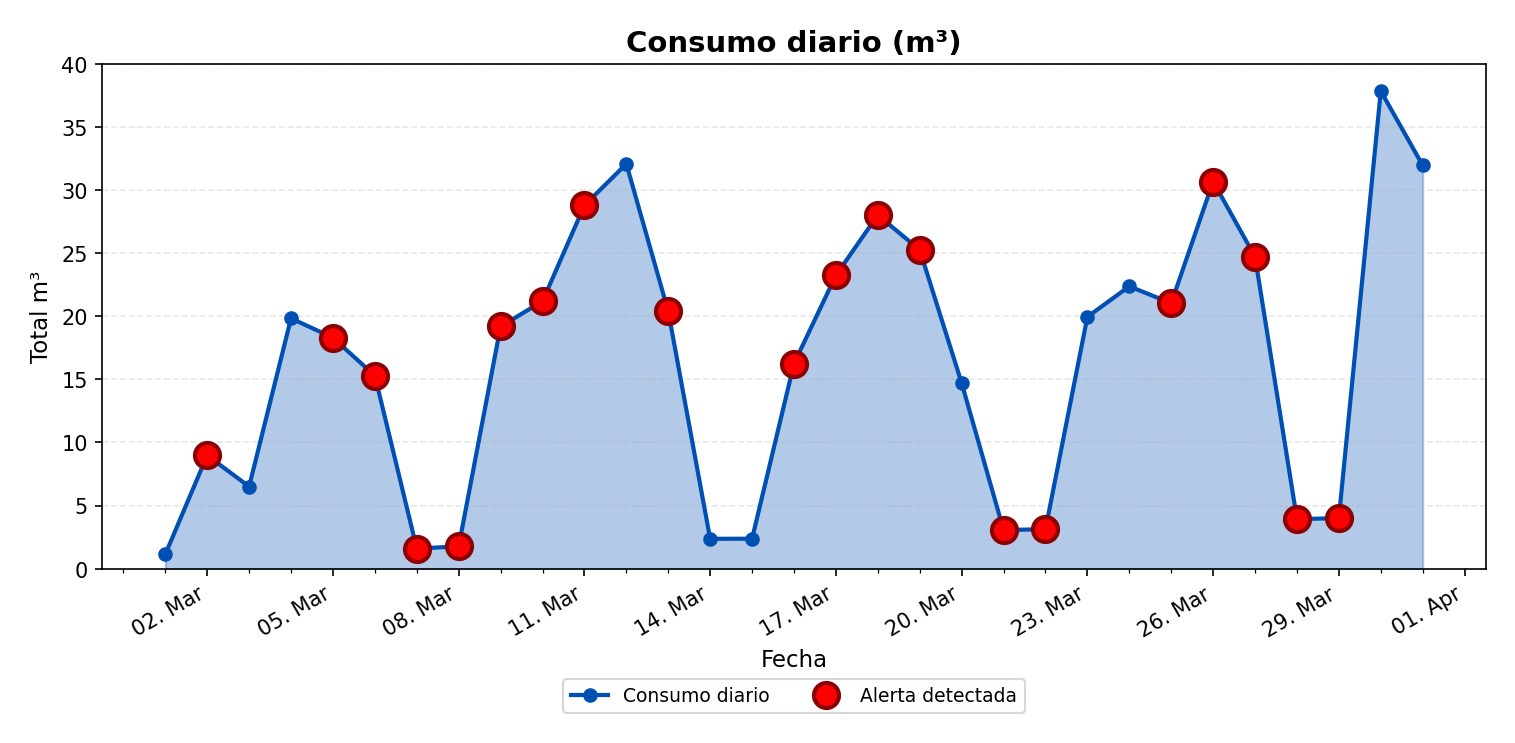 Consumo diario (m³)
40
35
30
25
20
15
10
5
0
Total m³
02. Mar
05. Mar
08. Mar
11. Mar
14. Mar
17. Mar
20. Mar
23. Mar
26. Mar
29. Mar
01. Apr
Fecha
Consumo diario
Alerta detectada